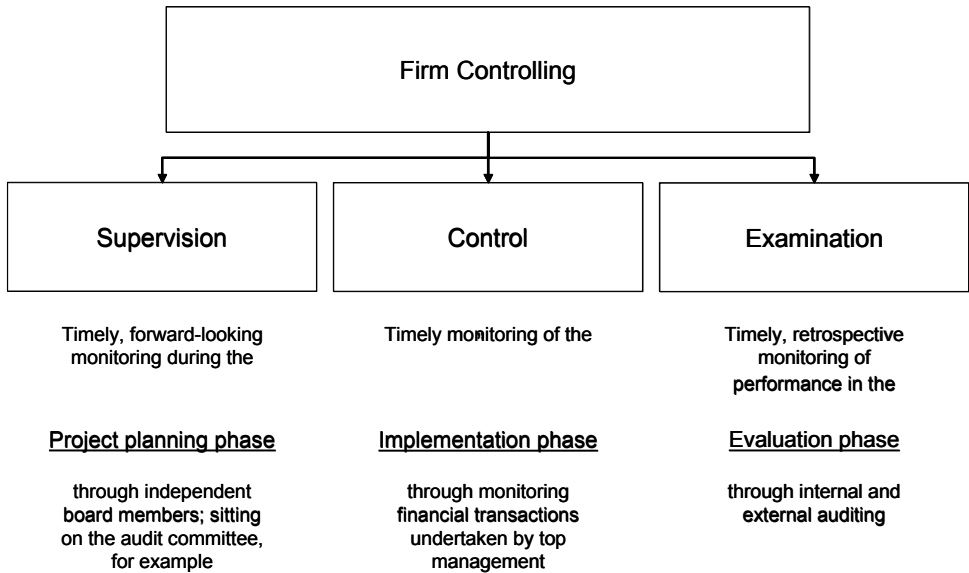 Firm Controlling
Supervision
Control
Examination
Timely, forward-looking
monitoring during the
Project planning phase
through independent
board members; sitting
on the audit committee,
for example
Timely monitoring of the
Implementation phase
through monitoring
financial transactions
undertaken by top
management
Timely, retrospective
monitoring of
performance in the
Evaluation phase
through internal and
external auditing